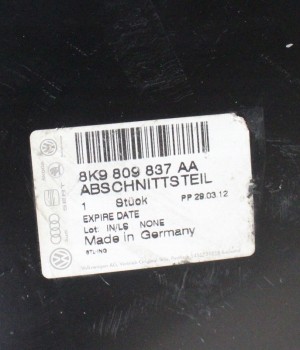 8K9 809 837 AA
ABSCHNITTSTEIL
1 Stück PP 29.03.12
EXPIRE DATE
Lot: IN/LS NONE
Made in Germany